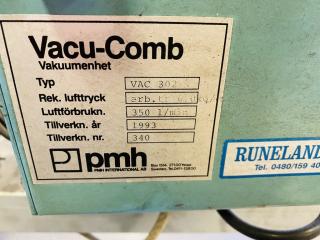 Vacu-Comb
Vakuumenhet
Typ VAC 302
Rek. lufttryck
Luftförbrukn. 350 l/min
Tillverkn. år 1993
Tillverkn. nr. 340
pmh
PMH INTERNATIONAL AB
RUNELAND
Tel. 0480/159 40